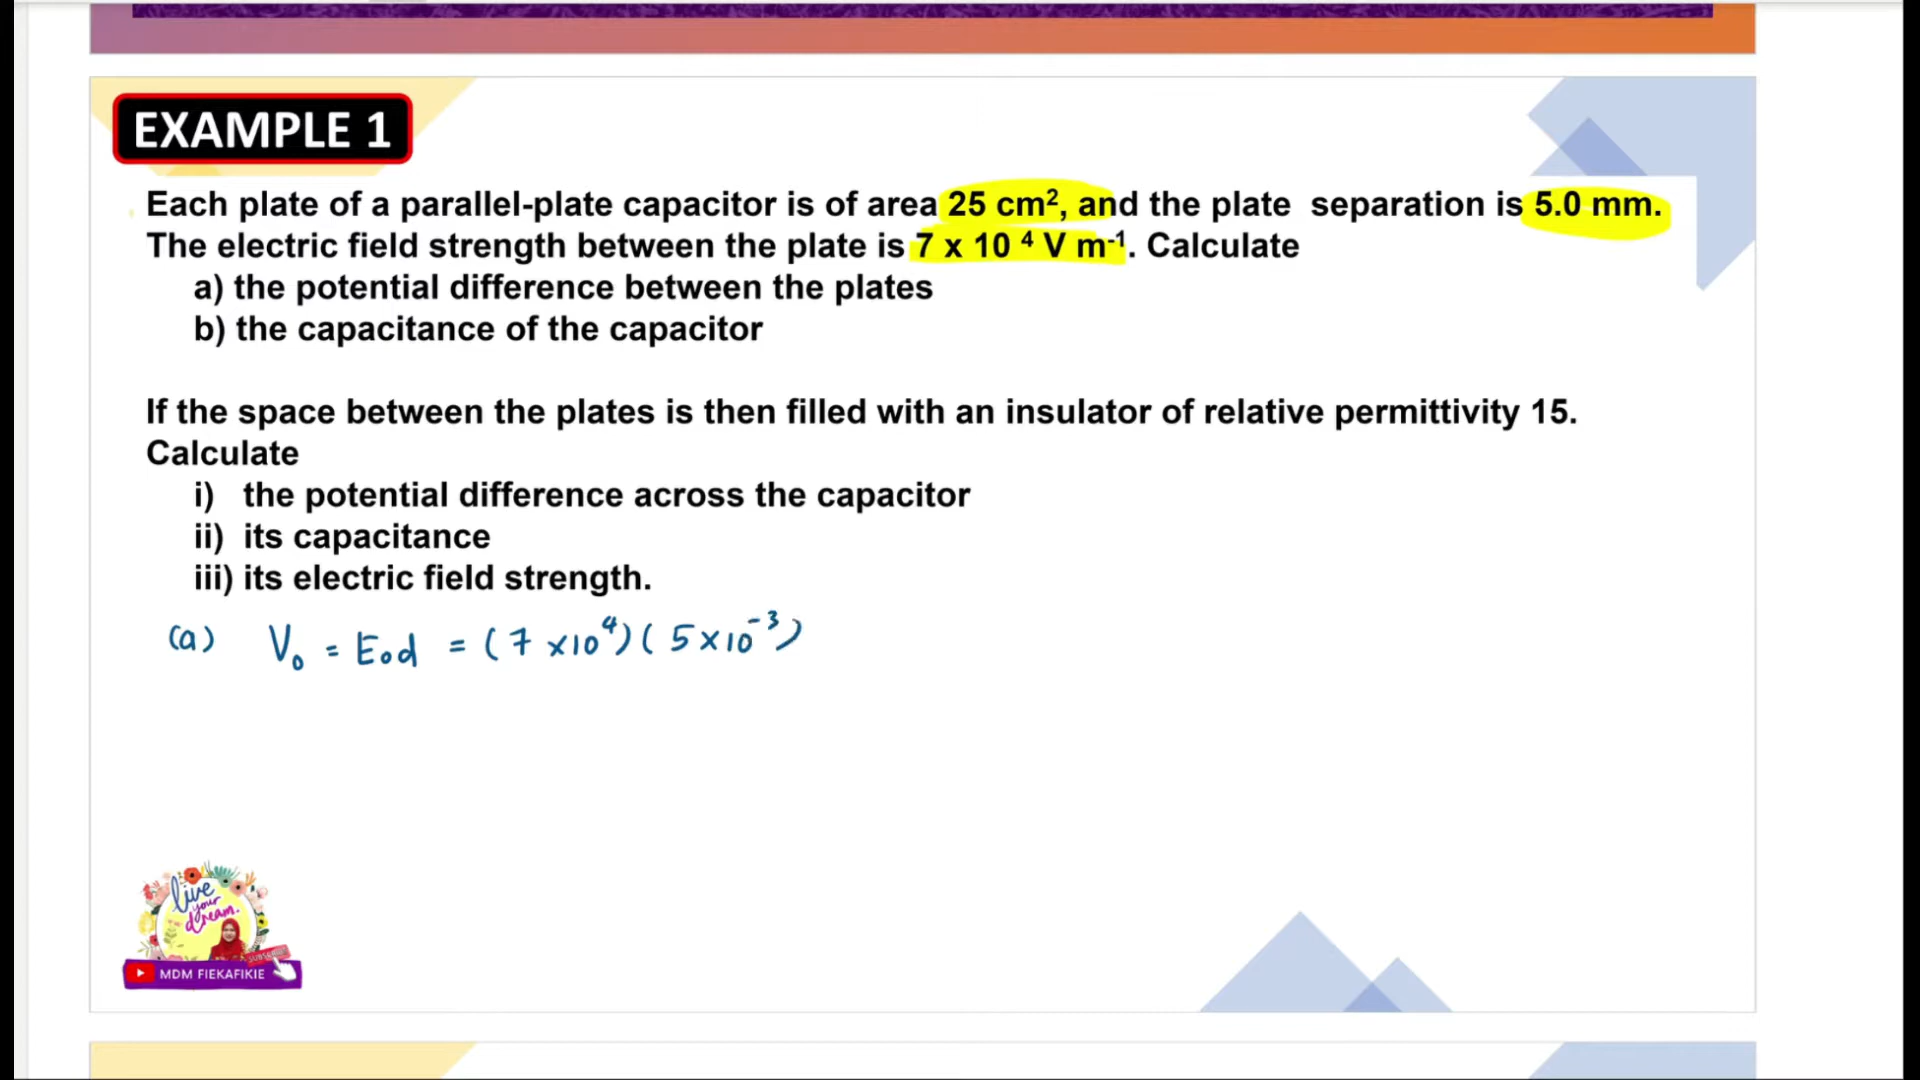 EXAMPLE 1
Each plate of a parallel-plate capacitor is of area 25 cm², and the plate separation is 5.0 mm.
The electric field strength between the plate is 7 x 10 ⁴ V m⁻¹. Calculate
a) the potential difference between the plates
b) the capacitance of the capacitor
If the space between the plates is then filled with an insulator of relative permittivity 15.
Calculate
i) the potential difference across the capacitor
ii) its capacitance
iii) its electric field strength.
(a) V₀ = E₀d = (7 x10⁴)(5x10⁻³)
live
your
dream.
SUBSCRIBE
MDM FIEKAFIKIE